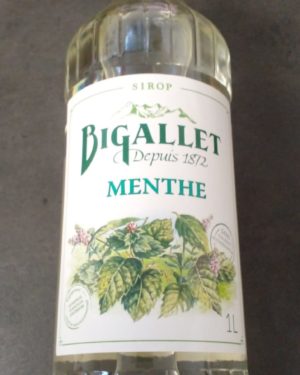 SIROP
BIGALLET
Depuis 1872
MENTHE
1L